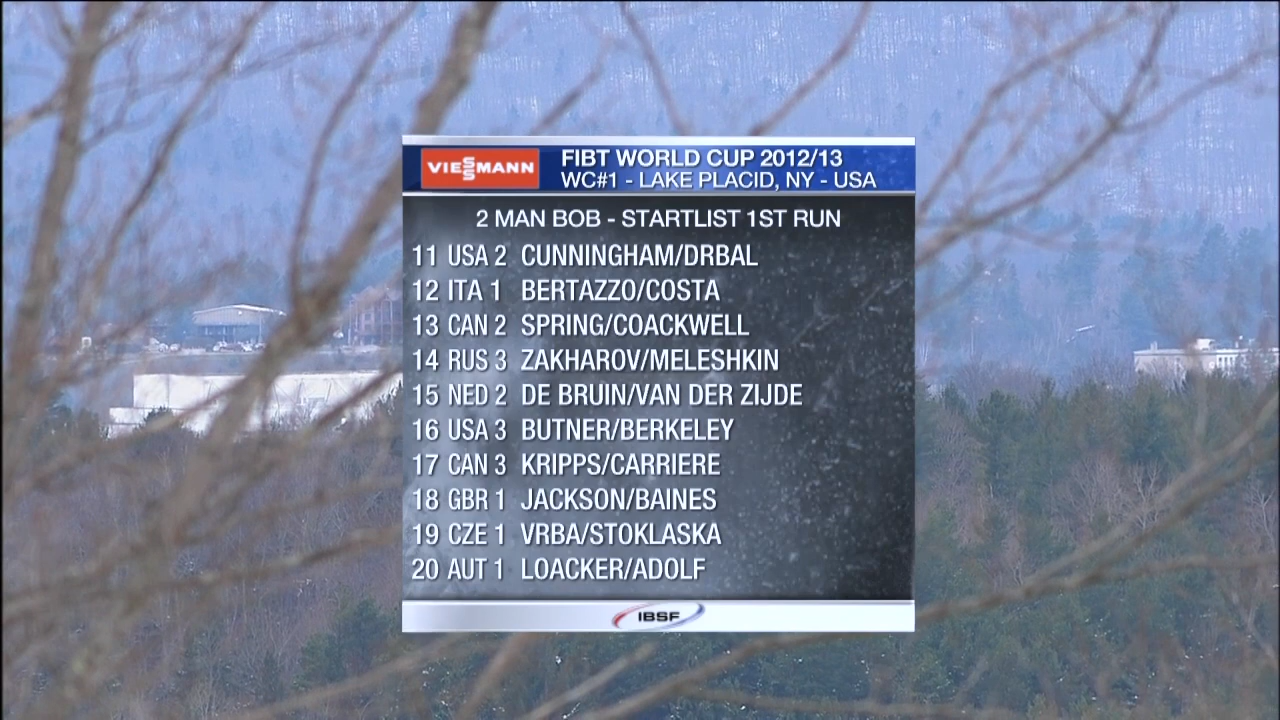 VIESSMANN
FIBT WORLD CUP 2012/13
WC#1 - LAKE PLACID, NY - USA
2 MAN BOB - STARTLIST 1ST RUN
11 USA 2 CUNNINGHAM/DRBAL
12 ITA 1 BERTAZZO/COSTA
13 CAN 2 SPRING/COACKWELL
14 RUS 3 ZAKHAROV/MELESHKIN
15 NED 2 DE BRUIN/VAN DER ZIJDE
16 USA 3 BUTNER/BERKELEY
17 CAN 3 KRIPPS/CARRIERE
18 GBR 1 JACKSON/BAINES
19 CZE 1 VRBA/STOKLASKA
20 AUT 1 LOACKER/ADOLF
IBSF